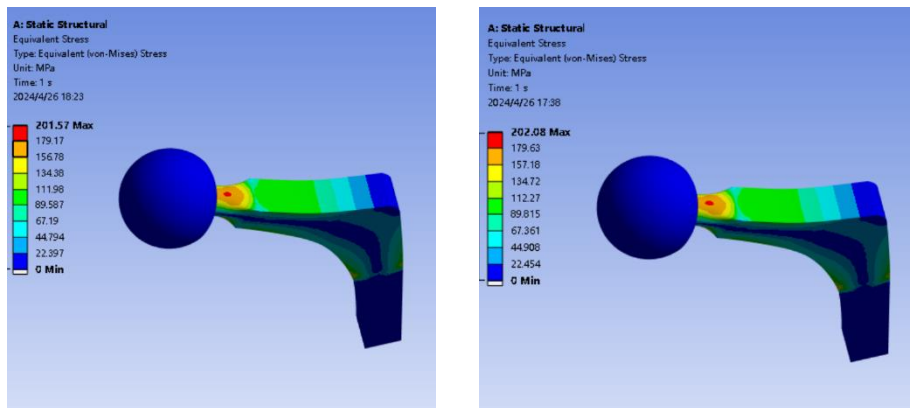 A: Static Structural
Equivalent Stress
Type: Equivalent (von-Mises) Stress
Unit: MPa
Time: 1 s
2024/4/26 18:23
201.57 Max
179.17
156.78
134.38
111.98
89.587
67.19
44.794
22.397
0 Min
A: Static Structural
Equivalent Stress
Type: Equivalent (von-Mises) Stress
Unit: MPa
Time: 1 s
2024/4/26 17:38
202.08 Max
179.63
157.18
134.72
112.27
89.815
67.361
44.908
22.454
0 Min